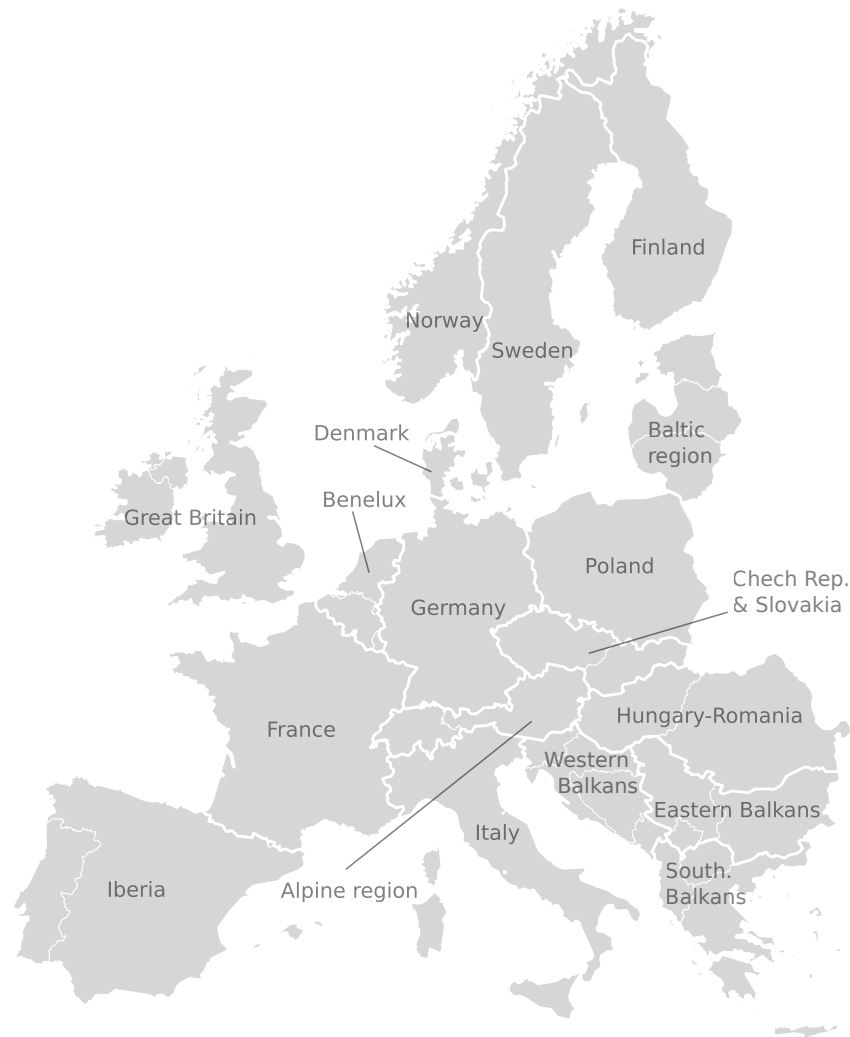 Finland
Norway
Sweden
Denmark
Baltic
region
Benelux
Great Britain
Poland
Chech Rep.
& Slovakia
Germany
France
Hungary-Romania
Western
Balkans
Eastern Balkans
Italy
South.
Balkans
Iberia
Alpine region